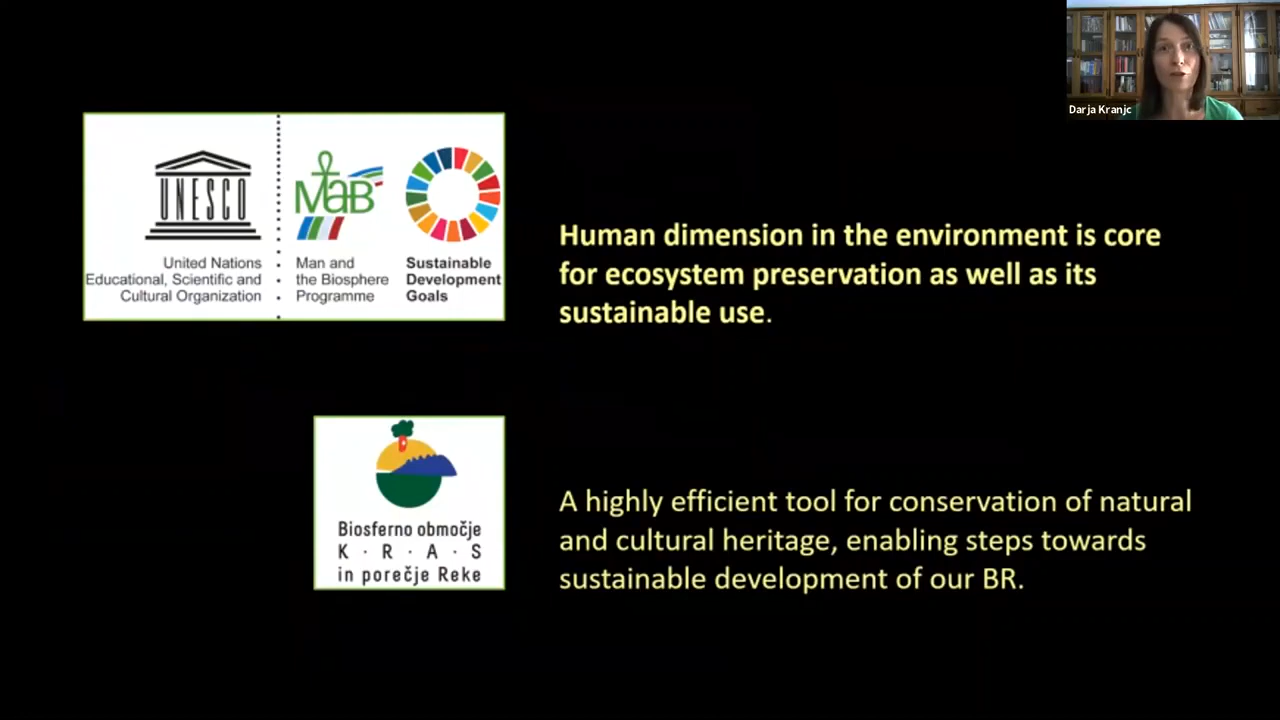 Darja Kranjc
UNESCO
MaB
United Nations
Educational, Scientific and
Cultural Organization
Man and
the Biosphere
Programme
Sustainable
Development
Goals
Human dimension in the environment is core
for ecosystem preservation as well as its
sustainable use.
Biosferno območje
K · R · A · S
in porečje Reke
A highly efficient tool for conservation of natural
and cultural heritage, enabling steps towards
sustainable development of our BR.